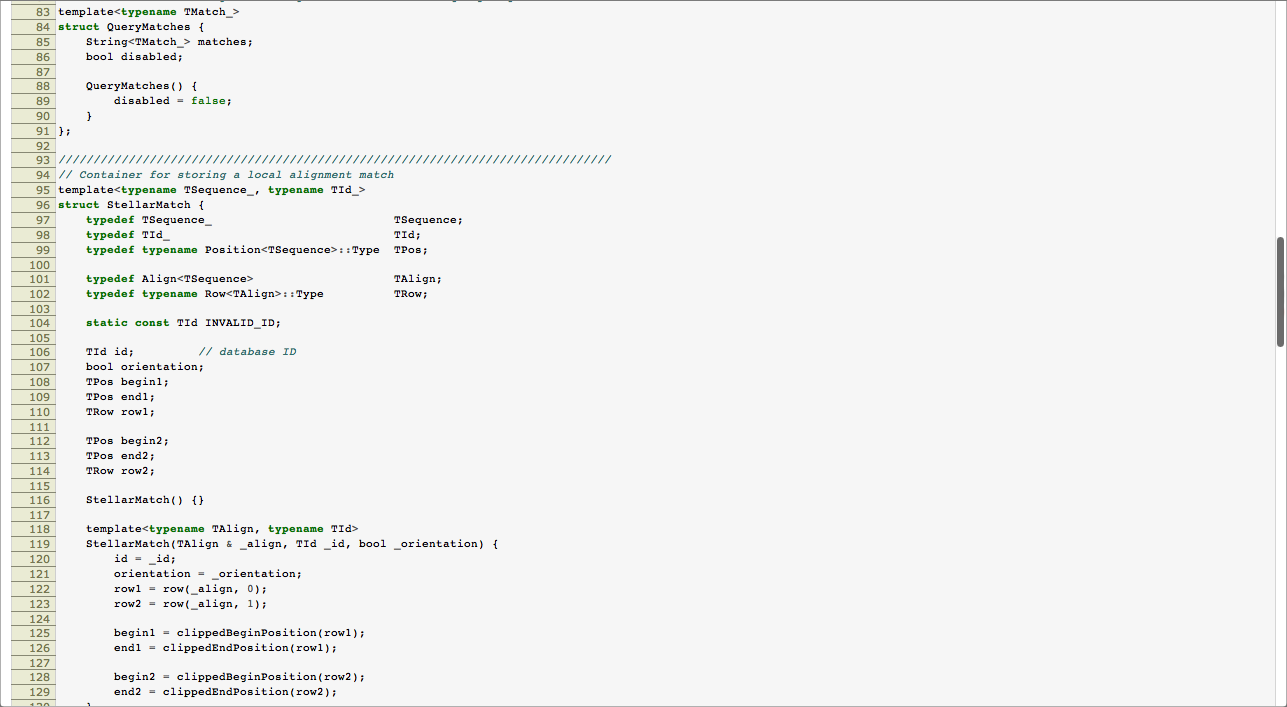 83 template<typename TMatch_>
84 struct QueryMatches {
85     String<TMatch_> matches;
86     bool disabled;
87
88     QueryMatches() {
89         disabled = false;
90     }
91 };
92
93 ///////////////////////////////////////////////////////////////////////////////
94 // Container for storing a local alignment match
95 template<typename TSequence_, typename TId_>
96 struct StellarMatch {
97     typedef TSequence_                          TSequence;
98     typedef TId_                                TId;
99     typedef typename Position<TSequence>::Type  TPos;
100
101     typedef Align<TSequence>                    TAlign;
102     typedef typename Row<TAlign>::Type          TRow;
103
104     static const TId INVALID_ID;
105
106     TId id;         // database ID
107     bool orientation;
108     TPos begin1;
109     TPos end1;
110     TRow row1;
111
112     TPos begin2;
113     TPos end2;
114     TRow row2;
115
116     StellarMatch() {}
117
118     template<typename TAlign, typename TId>
119     StellarMatch(TAlign & _align, TId _id, bool _orientation) {
120         id = _id;
121         orientation = _orientation;
122         row1 = row(_align, 0);
123         row2 = row(_align, 1);
124
125         begin1 = clippedBeginPosition(row1);
126         end1 = clippedEndPosition(row1);
127
128         begin2 = clippedBeginPosition(row2);
129         end2 = clippedEndPosition(row2);